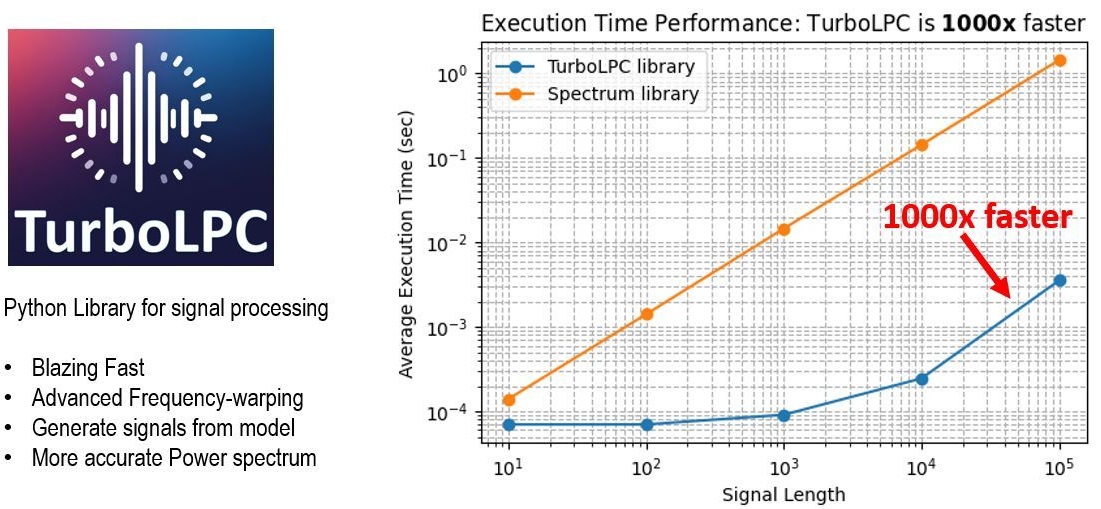 TurboLPC
Python Library for signal processing
• Blazing Fast
• Advanced Frequency-warping
• Generate signals from model
• More accurate Power spectrum
Execution Time Performance: TurboLPC is 1000x faster
TurboLPC library
Spectrum library
1000x faster
Average Execution Time (sec)
10⁰
10⁻¹
10⁻²
10⁻³
10⁻⁴
10¹ 10² 10³ 10⁴ 10⁵
Signal Length